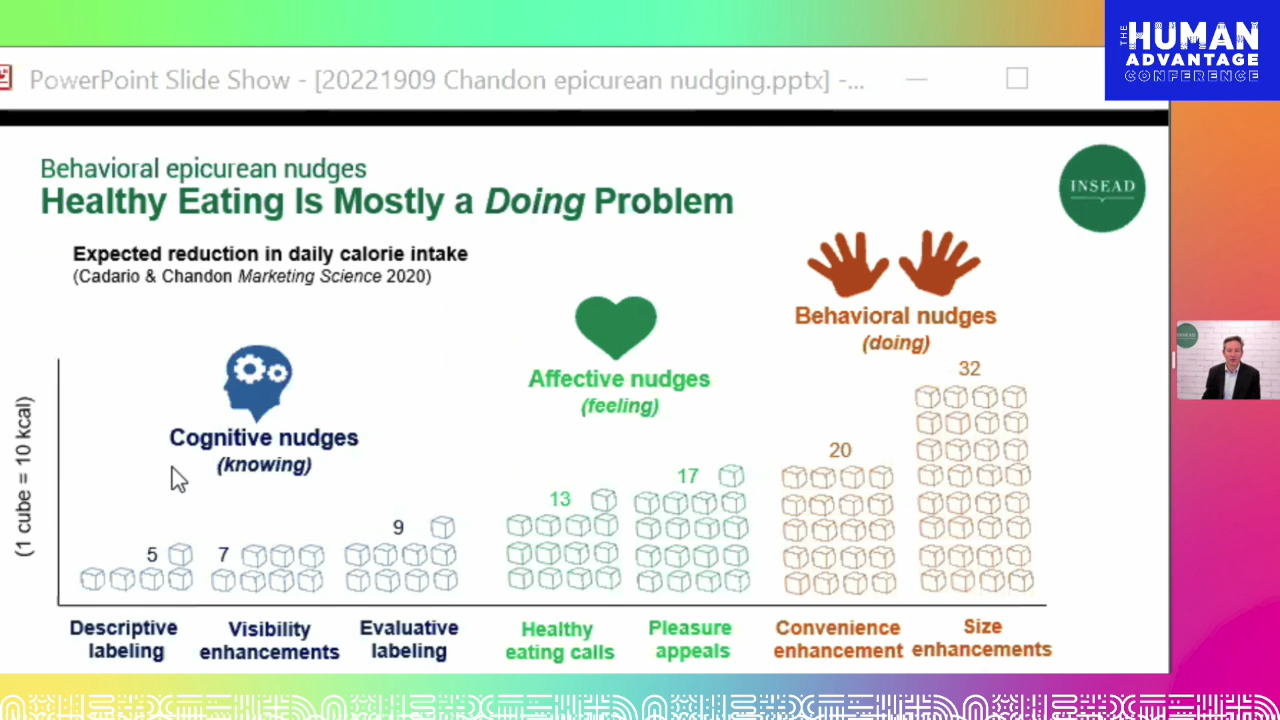 THE
HUMAN
ADVANTAGE
CONFERENCE
PowerPoint Slide Show - [20221909 Chandon epicurean nudging.pptx] -...
Behavioral epicurean nudges
Healthy Eating Is Mostly a Doing Problem
INSEAD
Expected reduction in daily calorie intake
(Cadario & Chandon Marketing Science 2020)
Behavioral nudges
(doing)
32
Affective nudges
(feeling)
Cognitive nudges
(knowing)
(1 cube = 10 kcal)
5
7
9
13
17
20
Descriptive
labeling
Visibility
enhancements
Evaluative
labeling
Healthy
eating calls
Pleasure
appeals
Convenience
enhancement
Size
enhancements